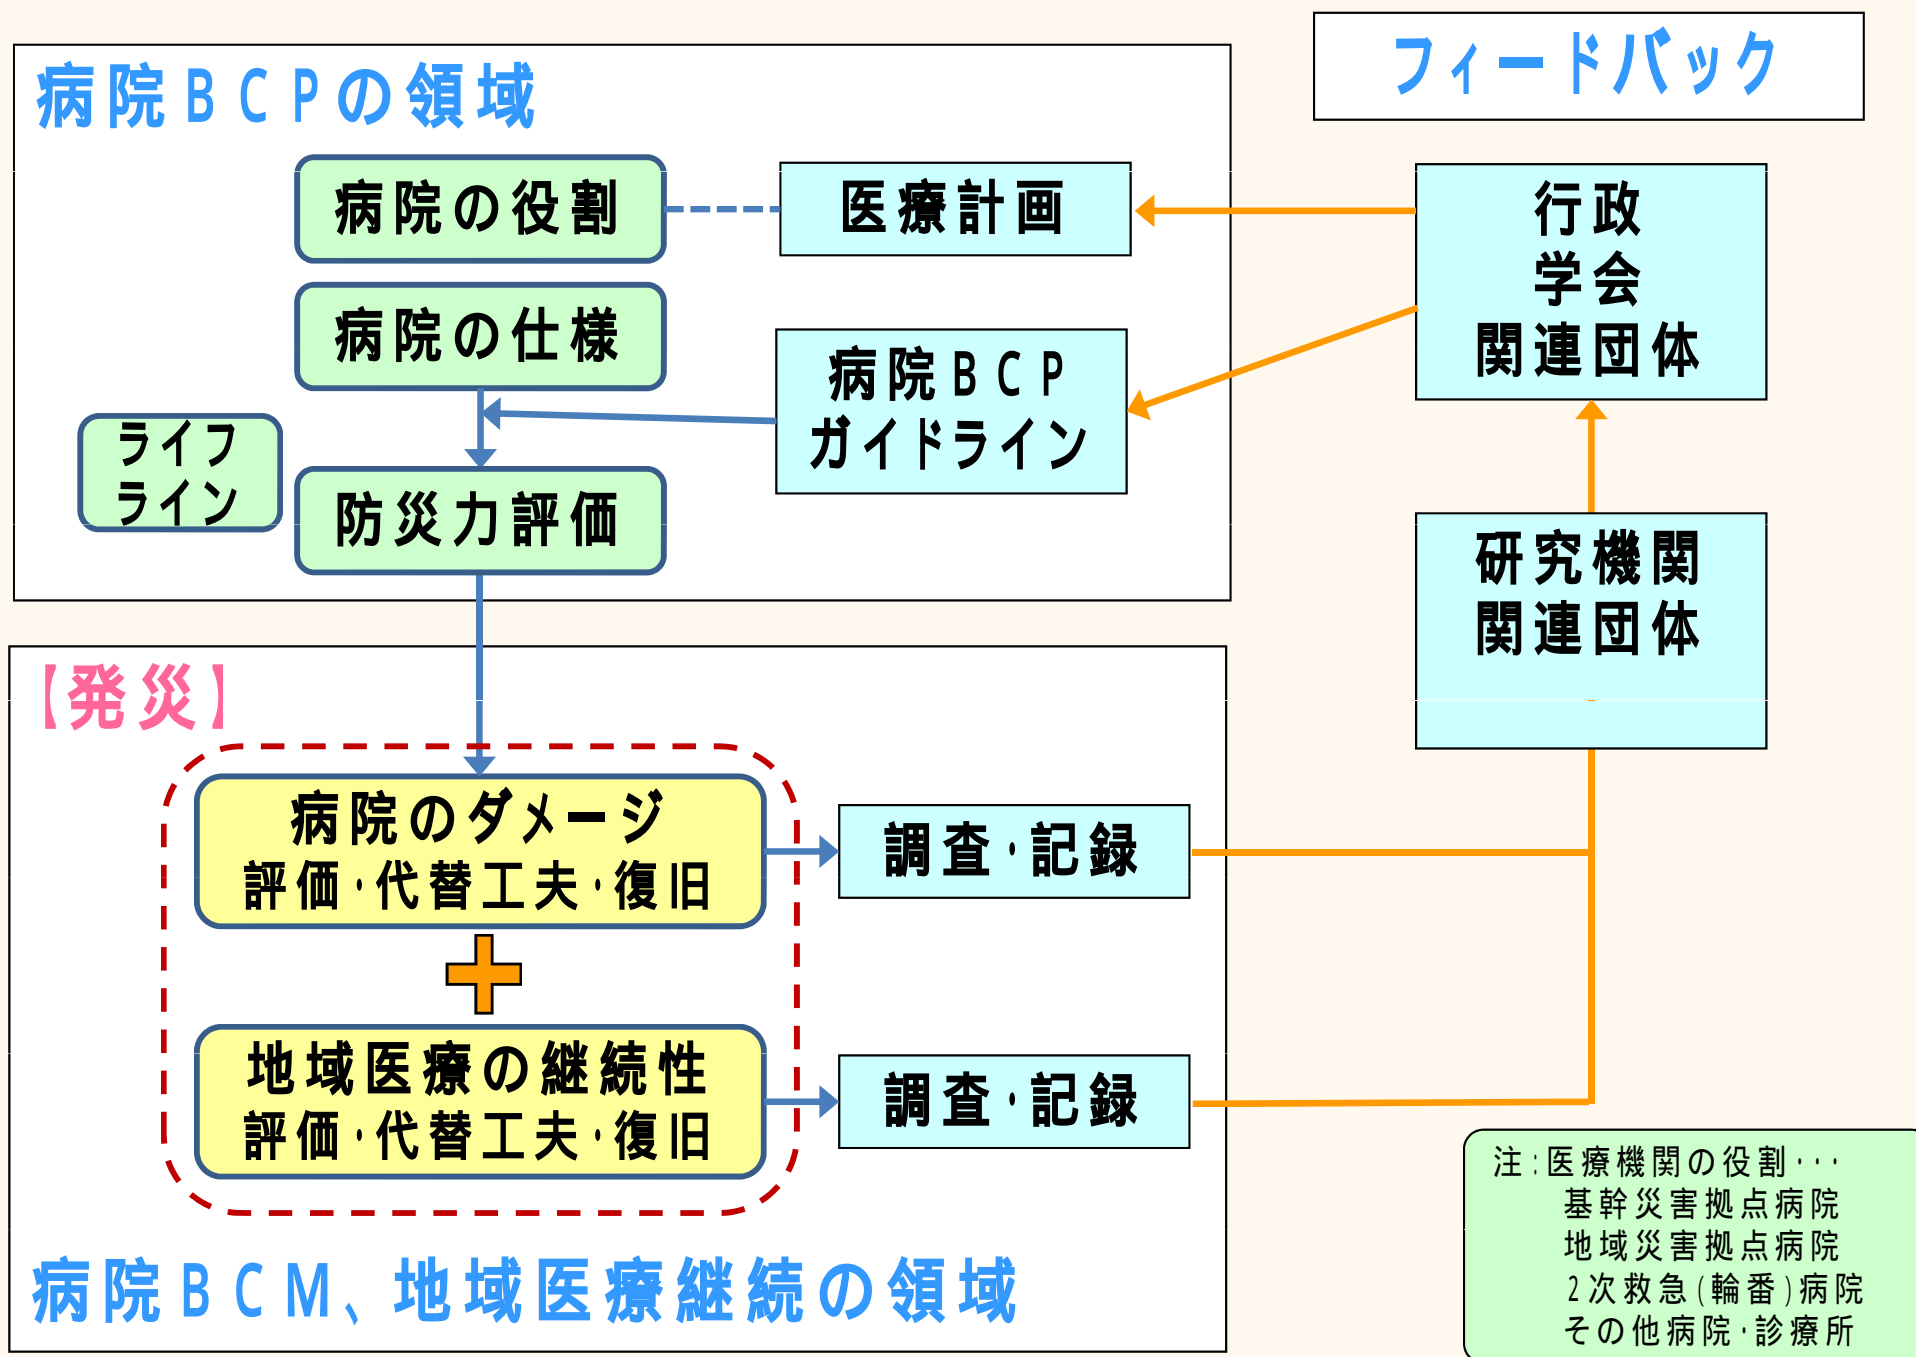 病院BCPの領域
フィードバック
病院の役割
医療計画
行政
学会
関連団体
病院の仕様
病院BCP
ガイドライン
ライフ
ライン
防災力評価
研究機関
関連団体
【発災】
病院のダメージ
評価・代替工夫・復旧
調査・記録
地域医療の継続性
評価・代替工夫・復旧
調査・記録
病院BCM、地域医療継続の領域
注:医療機関の役割・・・
基幹災害拠点病院
地域災害拠点病院
2次救急(輪番)病院
その他病院・診療所